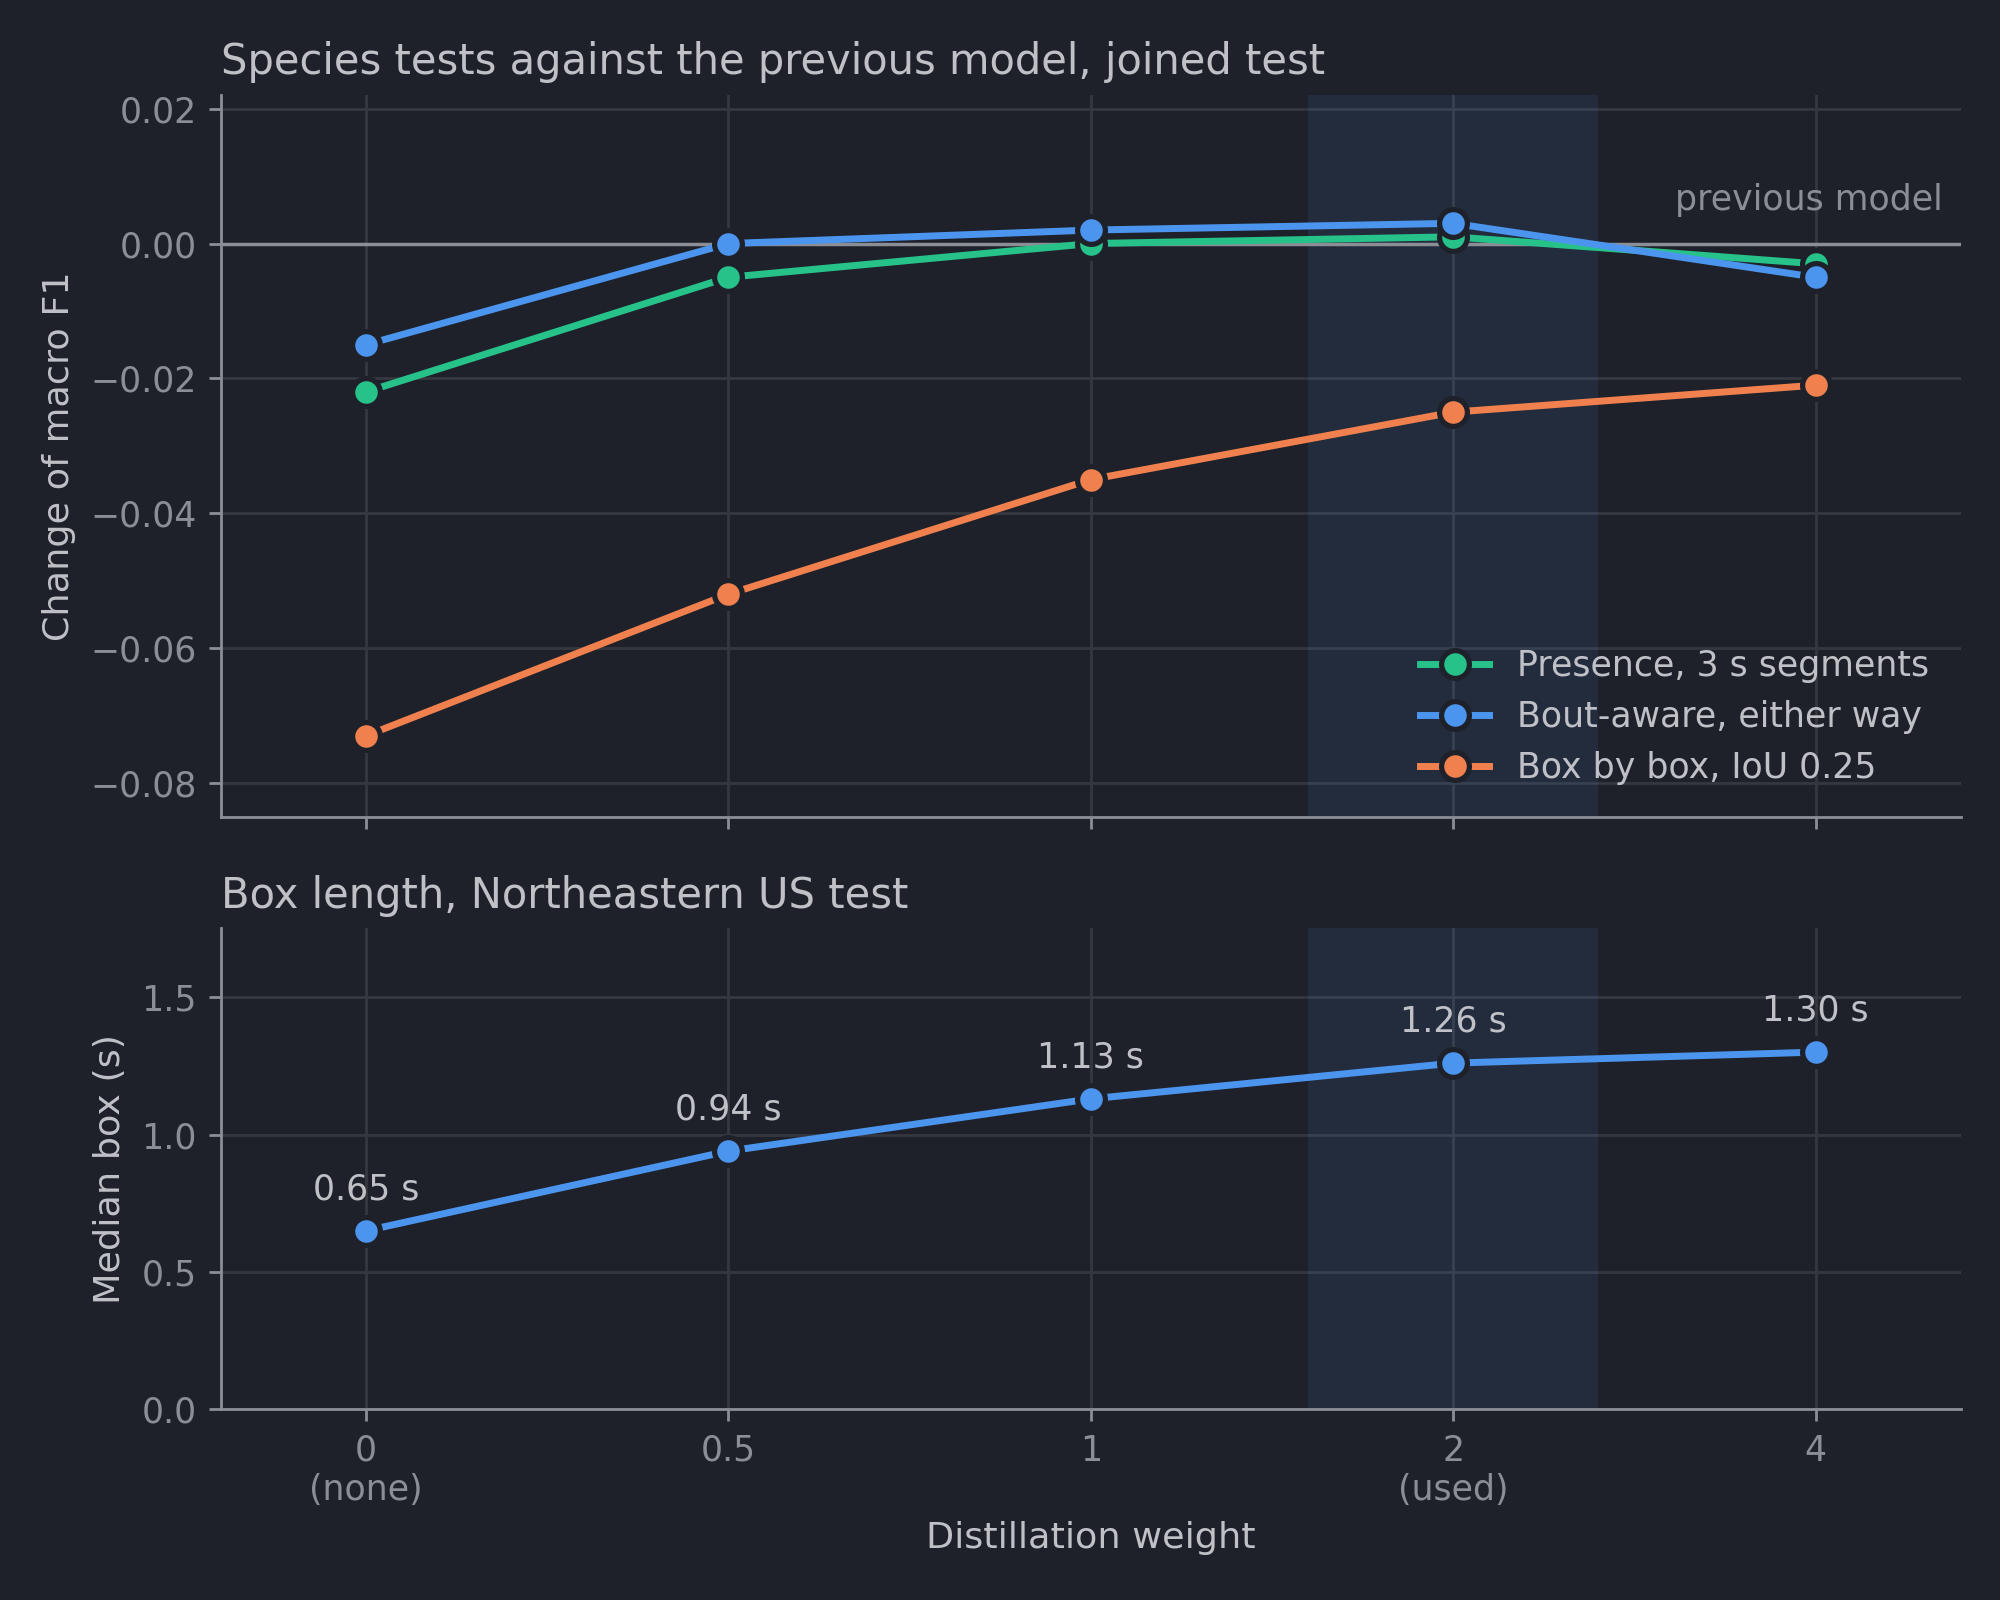 Species tests against the previous model, joined test
0.02
0.00
−0.02
−0.04
−0.06
−0.08
Change of macro F1
previous model
Presence, 3 s segments
Bout-aware, either way
Box by box, IoU 0.25
Box length, Northeastern US test
1.5
1.0
0.5
0.0
Median box (s)
0.65 s
0.94 s
1.13 s
1.26 s
1.30 s
0
(none)
0.5
1
2
(used)
4
Distillation weight